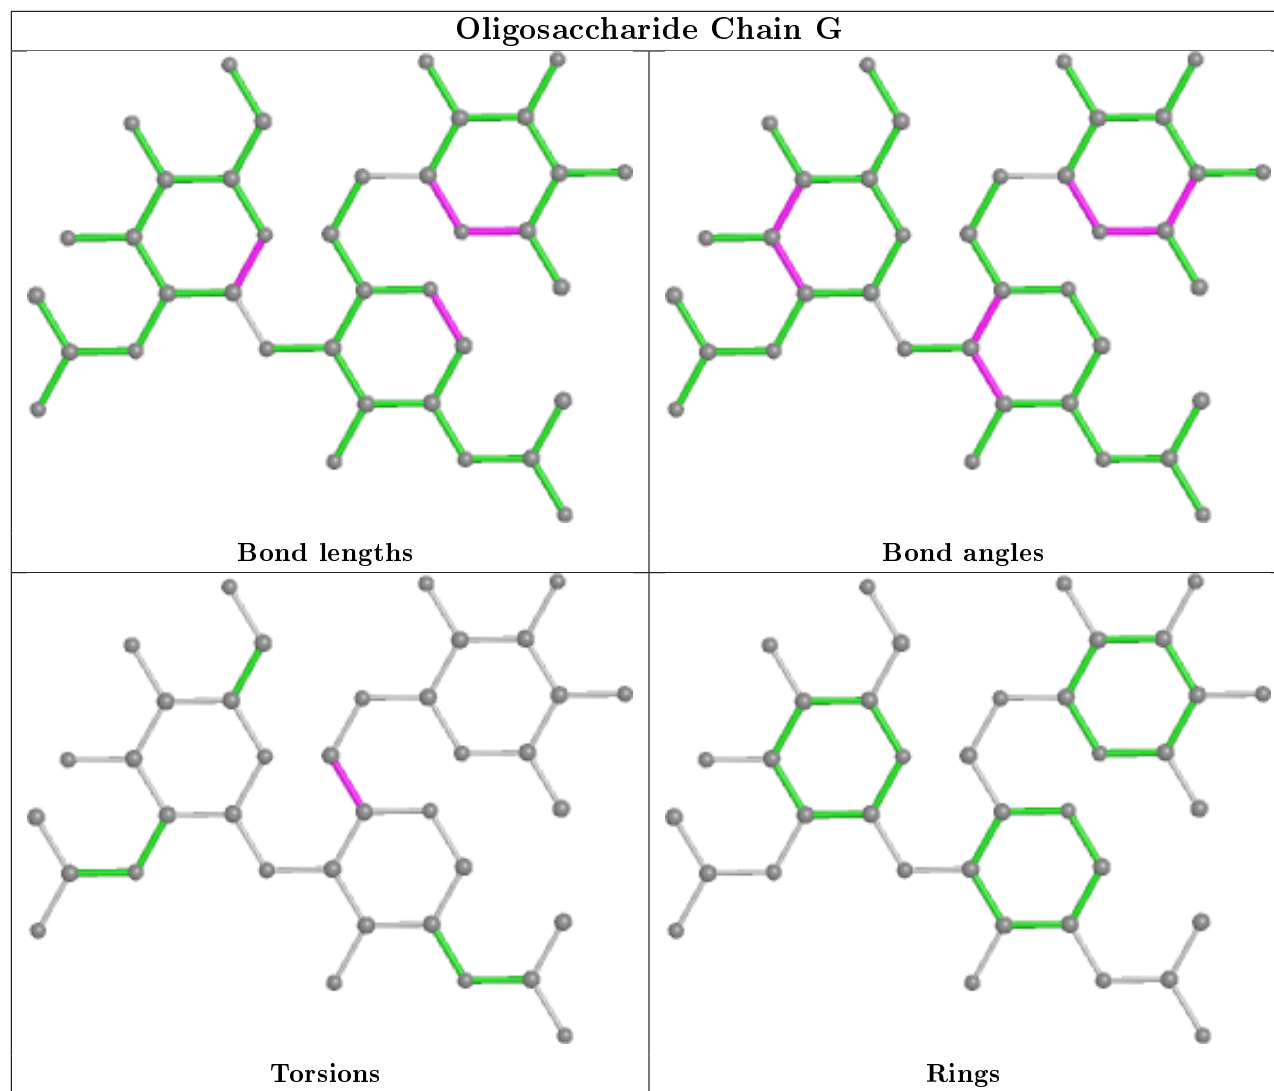 Oligosaccharide Chain G
Bond lengths
Bond angles
Torsions
Rings